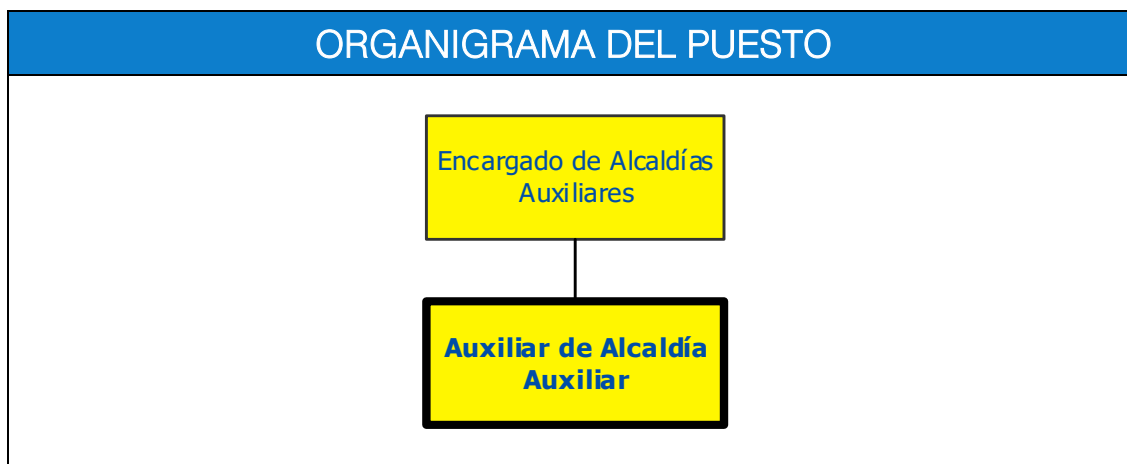 ORGANIGRAMA DEL PUESTO
Encargado de Alcaldías
Auxiliares
Auxiliar de Alcaldía
Auxiliar